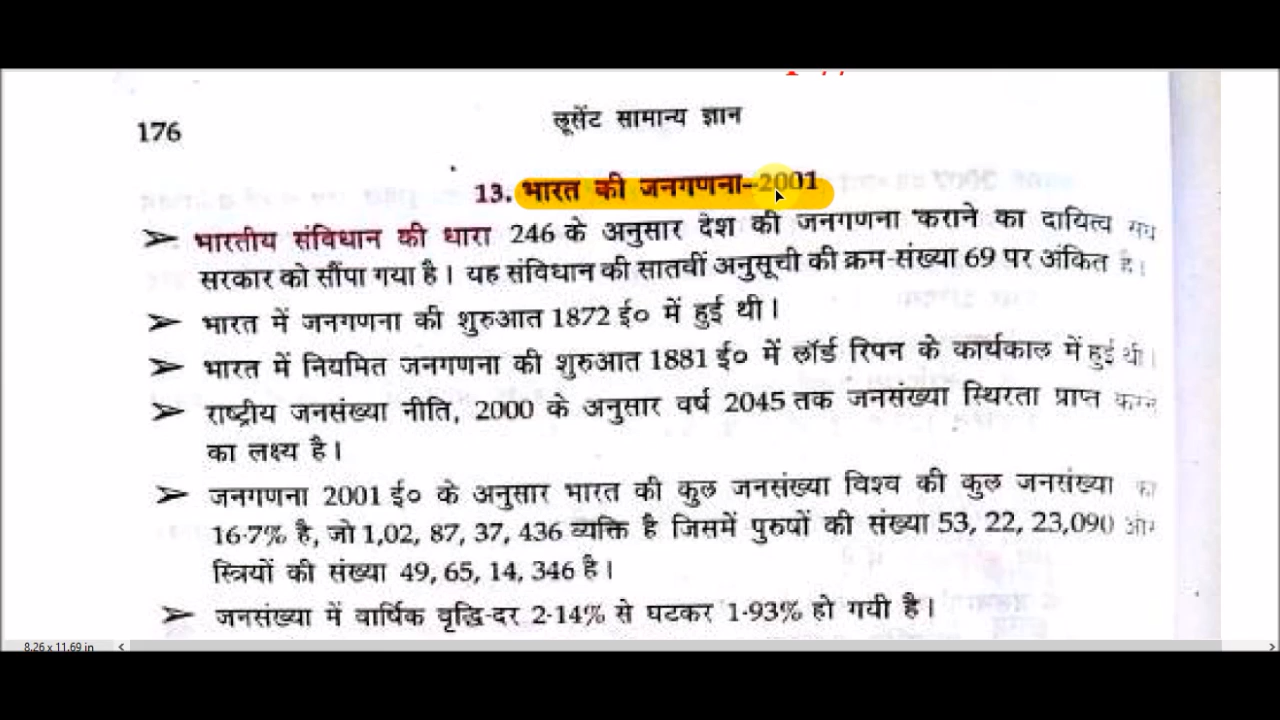 176
लूसेंट सामान्य ज्ञान
13. भारत की जनगणना–2001
➢ भारतीय संविधान की धारा 246 के अनुसार देश की जनगणना कराने का दायित्व
सरकार को सौंपा गया है। यह संविधान की सातवीं अनुसूची की क्रम-संख्या 69 पर अंकित है।
➢ भारत में जनगणना की शुरुआत 1872 ई० में हुई थी।
➢ भारत में नियमित जनगणना की शुरुआत 1881 ई० में लॉर्ड रिपन के कार्यकाल में हुई थी।
➢ राष्ट्रीय जनसंख्या नीति, 2000 के अनुसार वर्ष 2045 तक जनसंख्या स्थिरता प्राप्त करने
का लक्ष्य है।
➢ जनगणना 2001 ई० के अनुसार भारत की कुल जनसंख्या विश्व की कुल जनसंख्या का
16·7% है, जो 1,02, 87, 37, 436 व्यक्ति है जिसमें पुरुषों की संख्या 53, 22, 23,090 और
स्त्रियों की संख्या 49, 65, 14, 346 है।
➢ जनसंख्या में वार्षिक वृद्धि-दर 2·14% से घटकर 1·93% हो गयी है।
8.26 x 11.69 in